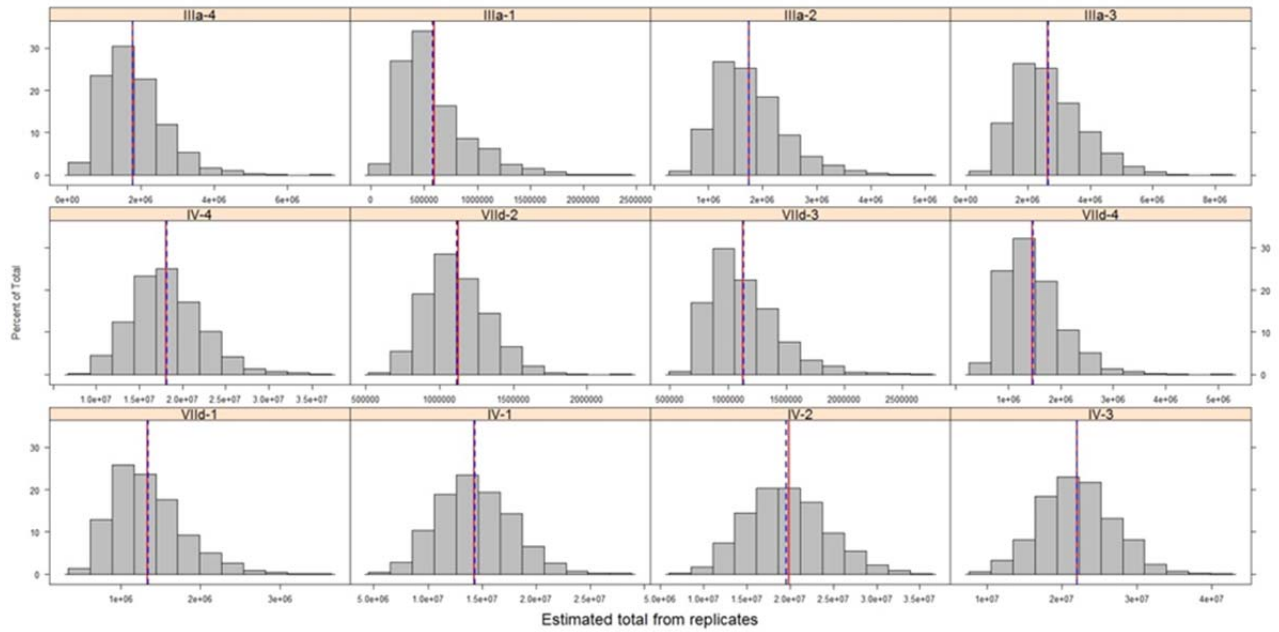 IIIa-4 IIIa-1 IIIa-2 IIIa-3
30
20
10
0
0e+00 2e+06 4e+06 6e+06 0 500000 1000000 1500000 2000000 2500000 1e+06 2e+06 3e+06 4e+06 5e+06 0e+00 2e+06 4e+06 6e+06 8e+06
IV-4 VIId-2 VIId-3 VIId-4
Percent of Total
30
20
10
0
1.0e+07 1.5e+07 2.0e+07 2.5e+07 3.0e+07 3.5e+07 500000 1000000 1500000 2000000 500000 1000000 1500000 2000000 2500000 1e+06 2e+06 3e+06 4e+06 5e+06
VIId-1 IV-1 IV-2 IV-3
30
20
10
0
1e+06 2e+06 3e+06 5.0e+06 1.0e+07 1.5e+07 2.0e+07 2.5e+07 5.0e+06 1.0e+07 1.5e+07 2.0e+07 2.5e+07 3.0e+07 3.5e+07 1e+07 2e+07 3e+07 4e+07
Estimated total from replicates